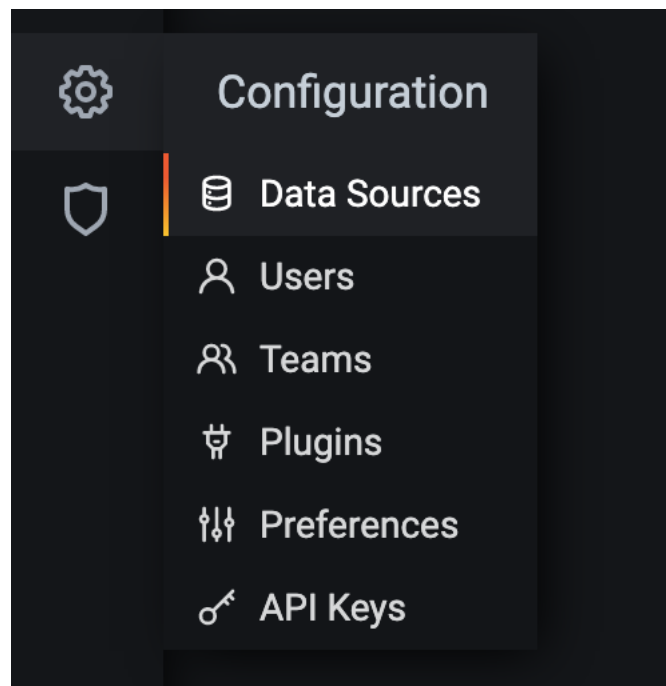 Configuration
Data Sources
Users
Teams
Plugins
Preferences
API Keys